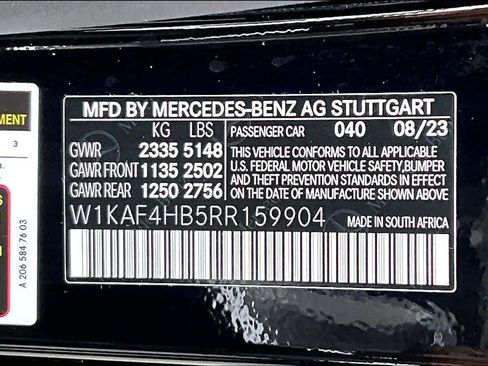 MFD BY MERCEDES-BENZ AG STUTTGART
KG LBS
GVWR 2335 5148
GAWR FRONT 1135 2502
GAWR REAR 1250 2756
PASSENGER CAR 040 08/23
THIS VEHICLE CONFORMS TO ALL APPLICABLE
U.S. FEDERAL MOTOR VEHICLE SAFETY,BUMPER
AND THEFT PREVENTION STANDARDS IN EFFECT
ON THE DATE OF MANUFACTURE SHOWN ABOVE
W1KAF4HB5RR159904
MADE IN SOUTH AFRICA
MENT
3
A 206 584 76 03